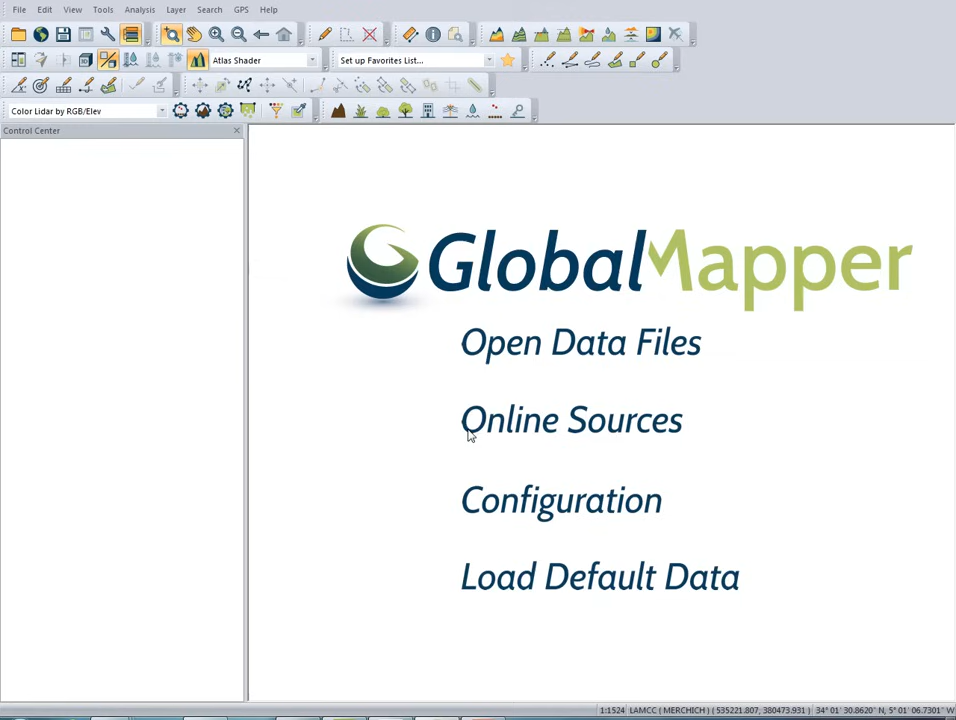 File Edit View Tools Analysis Layer Search GPS Help
Atlas Shader Set up Favorites List...
Color Lidar by RGB/Elev
Control Center
GlobalMapper
Open Data Files
Online Sources
Configuration
Load Default Data
1:1524 LAMCC ( MERCHICH ) ( 535221.807, 380473.931 ) 34° 01' 30.8620" N, 5° 01' 06.7301" W